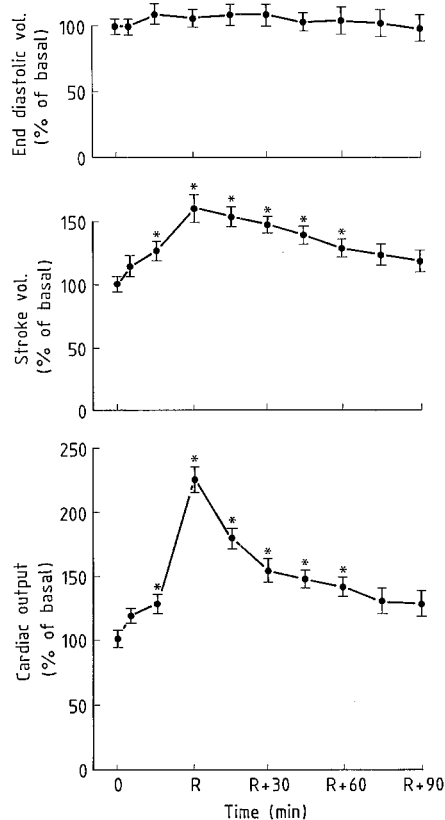 End diastolic vol.
(% of basal)
100
50
0
Stroke vol.
(% of basal)
150
100
50
0
* * * * * *
Cardiac output
(% of basal)
250
200
150
100
50
0
* * * * * *
0 R R+30 R+60 R+90
Time (min)